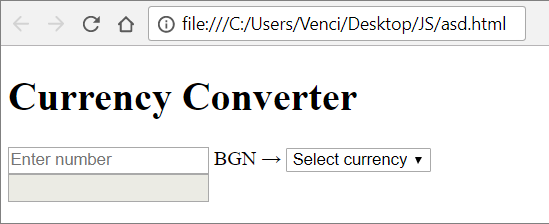 file:///C:/Users/Venci/Desktop/JS/asd.html
Currency Converter
Enter number BGN → Select currency ▼